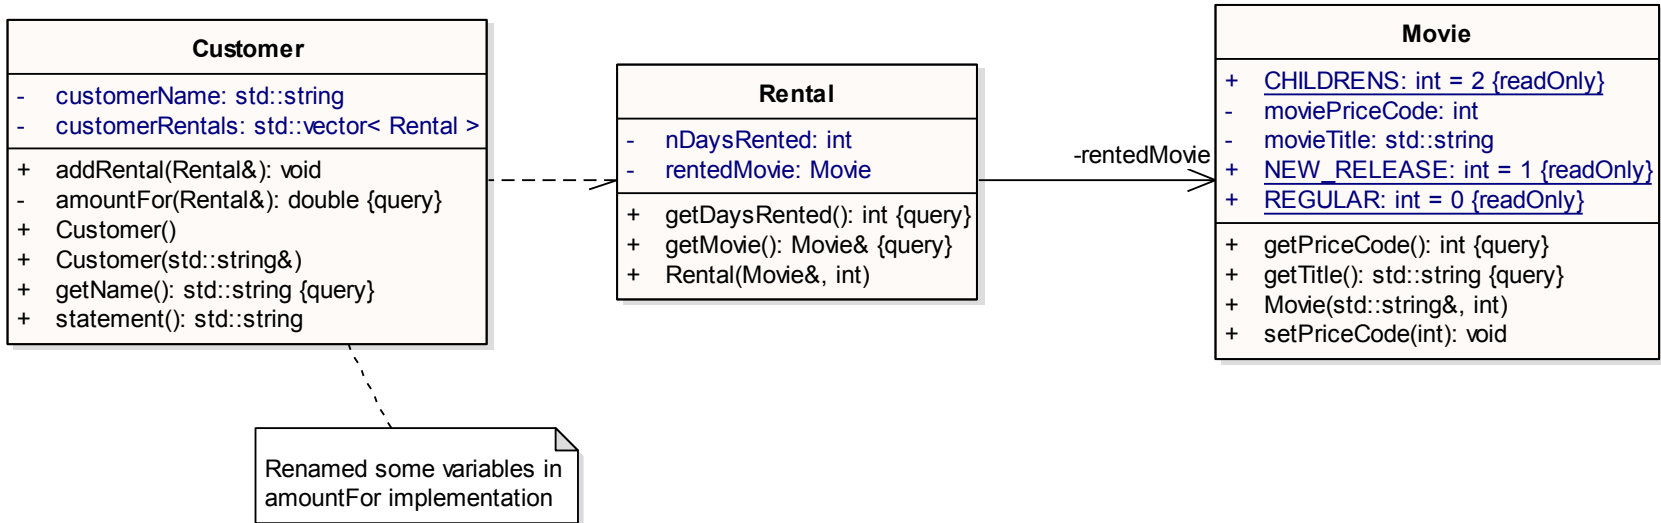 Customer
- customerName: std::string
- customerRentals: std::vector< Rental >
+ addRental(Rental&): void
- amountFor(Rental&): double {query}
+ Customer()
+ Customer(std::string&)
+ getName(): std::string {query}
+ statement(): std::string
Renamed some variables in
amountFor implementation
Rental
- nDaysRented: int
- rentedMovie: Movie
+ getDaysRented(): int {query}
+ getMovie(): Movie& {query}
+ Rental(Movie&, int)
-rentedMovie
Movie
+ CHILDRENS: int = 2 {readOnly}
- moviePriceCode: int
- movieTitle: std::string
+ NEW_RELEASE: int = 1 {readOnly}
+ REGULAR: int = 0 {readOnly}
+ getPriceCode(): int {query}
+ getTitle(): std::string {query}
+ Movie(std::string&, int)
+ setPriceCode(int): void